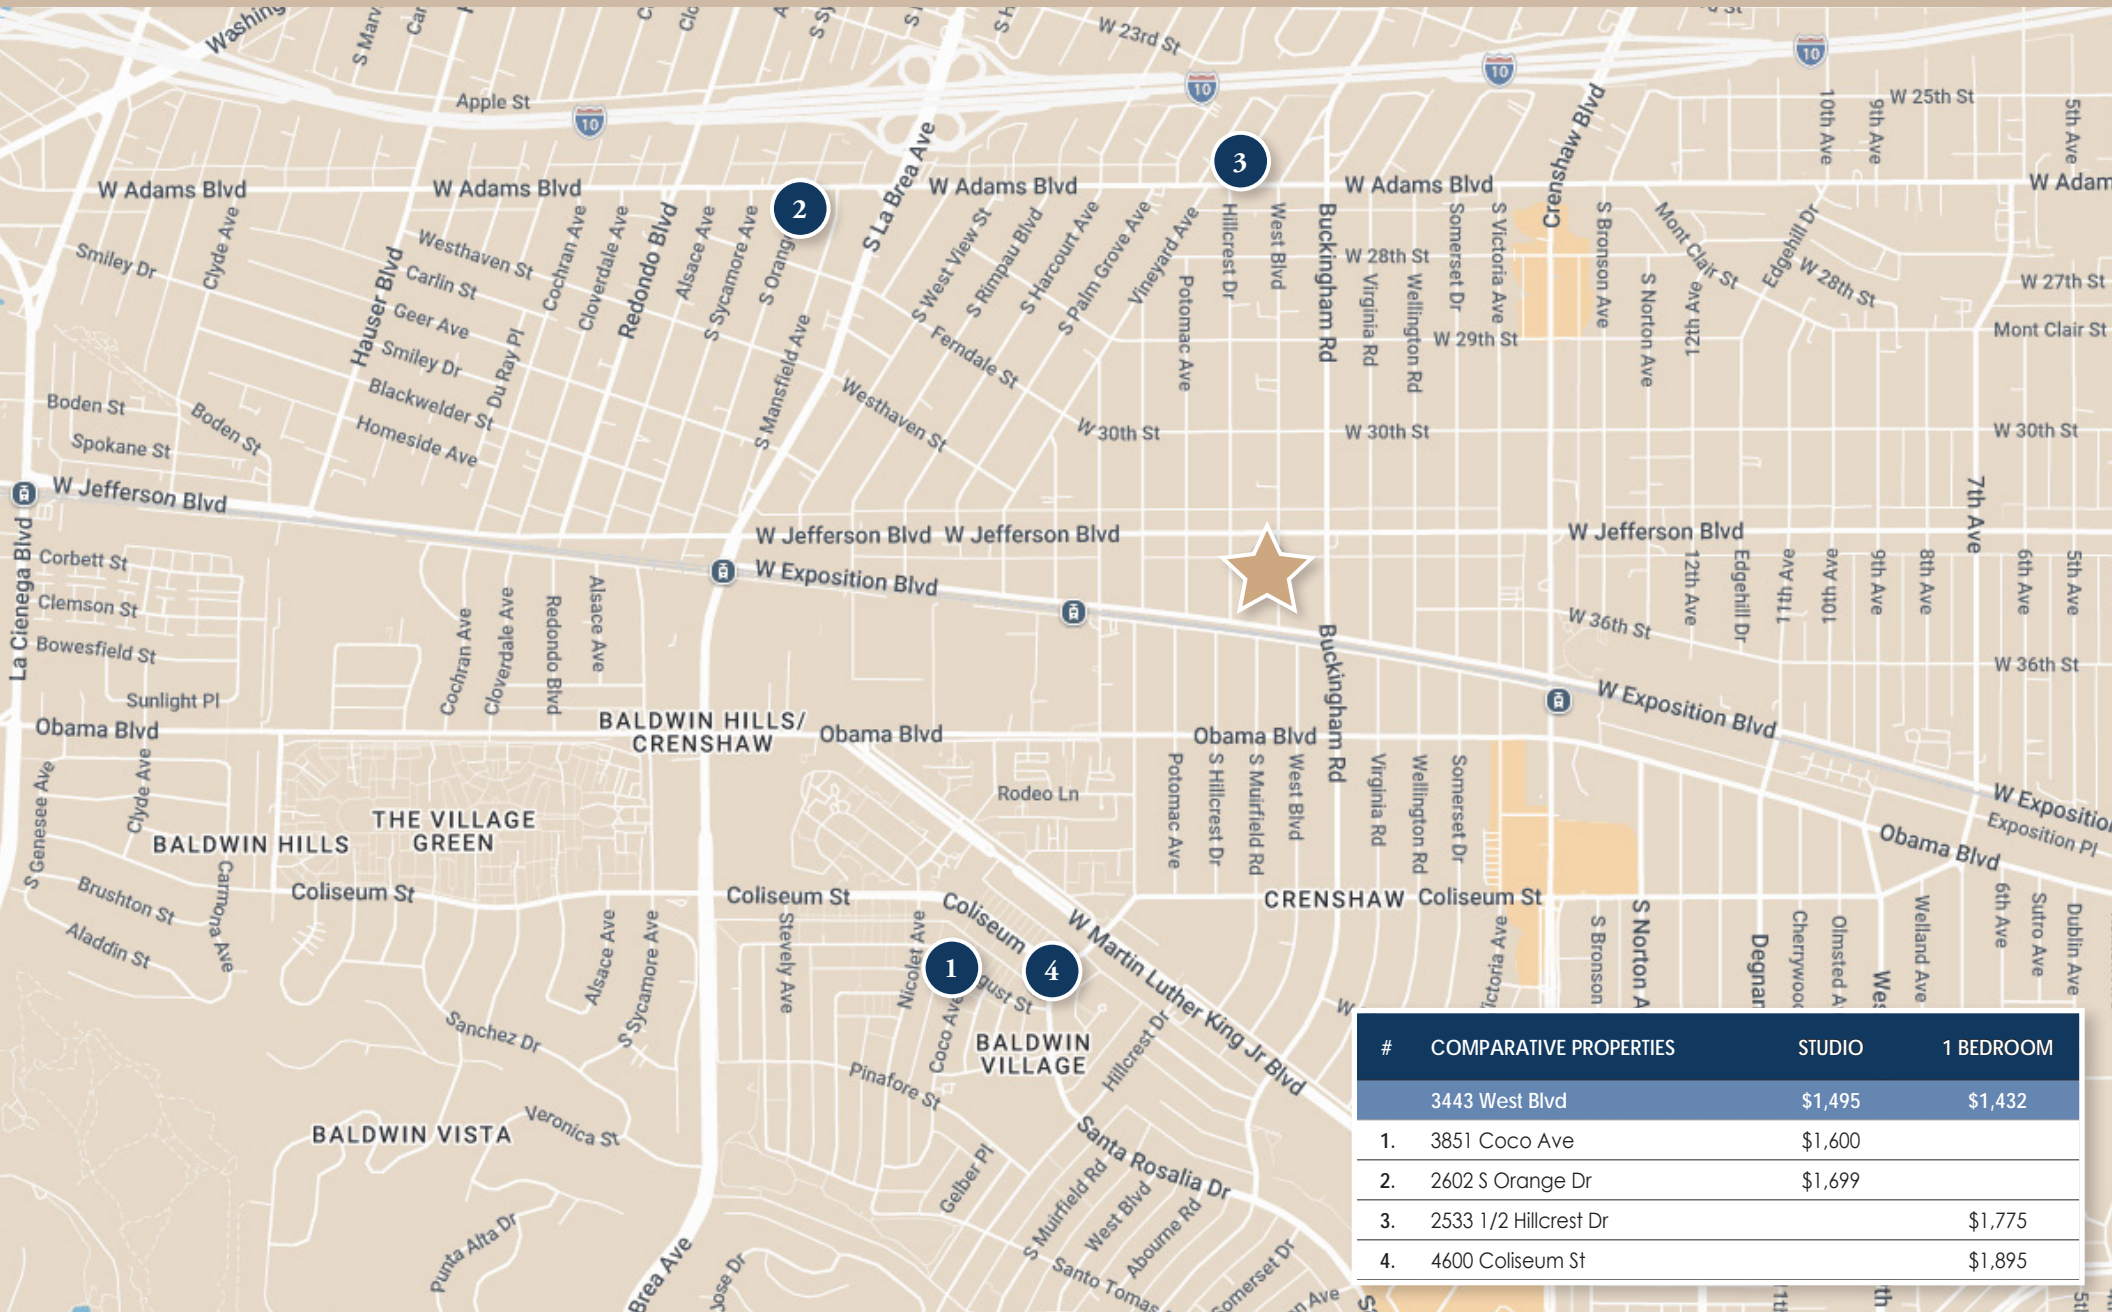 W 23rd St
Apple St
10
10
10
10
W 25th St
10th Ave
9th Ave
5th Ave
Crenshaw Blvd
S La Brea Ave
3
W Adams Blvd
W Adams Blvd
2
W Adams Blvd
W Adams Blvd
W Adam
Smiley Dr
Clyde Ave
Hauser Blvd
Westhaven St
Carlin St
Geer Ave
Smiley Dr
Blackwelder St
Homeside Ave
Du Ray Pl
Cochran Ave
Cloverdale Ave
Redondo Blvd
Alsace Ave
S Sycamore Ave
S Orang
S Mansfield Ave
S West View St
S Rimpau Blvd
S Harcourt Ave
S Palm Grove Ave
Vineyard Ave
Potomac Ave
Hillcrest Dr
West Blvd
Buckingham Rd
W 28th St
Virginia Rd
Wellington Rd
Somerset Dr
S Victoria Ave
W 29th St
S Bronson Ave
S Norton Ave
Mont Clair St
12th Ave
Edgehill Dr
W 28th St
W 27th St
Mont Clair St
Ferndale St
Westhaven St
W 30th St
W 30th St
W 30th St
Boden St
Boden St
Spokane St
W Jefferson Blvd
W Jefferson Blvd
W Jefferson Blvd
W Jefferson Blvd
7th Ave
La Cienega Blvd
Corbett St
Clemson St
Bowesfield St
Sunlight Pl
Cochran Ave
Cloverdale Ave
Redondo Blvd
Alsace Ave
W Exposition Blvd
W 36th St
12th Ave
Edgehill Dr
11th Ave
10th Ave
9th Ave
8th Ave
6th Ave
5th Ave
W 36th St
Buckingham Rd
W Exposition Blvd
Obama Blvd
BALDWIN HILLS/
CRENSHAW
Obama Blvd
Obama Blvd
S Genesee Ave
Clyde Ave
BALDWIN HILLS
THE VILLAGE
GREEN
Rodeo Ln
Potomac Ave
S Hillcrest Dr
S Muirfield Rd
West Blvd
Virginia Rd
Wellington Rd
Somerset Dr
W Expositio
Exposition Pl
Obama Blvd
Brushton St
Aladdin St
Carmona Ave
Coliseum St
Coliseum St
Coliseum
CRENSHAW
Coliseum St
Alsace Ave
S Sycamore Ave
Stevely Ave
Nicolet Ave
1
4
gust St
Coco Ave
BALDWIN
VILLAGE
W Martin Luther King Jr Blvd
Hillcrest Dr
S Bronson
S Norton A
Degnan
Cherrywood
Olmsted A
Wes
Welland Ave
6th Ave
Sutro Ave
Dublin Ave
Sanchez Dr
Veronica St
BALDWIN VISTA
Punta Alta Dr
Brea Ave
Pinafore St
Gelber Pl
Santa Rosalia Dr
S Muirfield Rd
West Blvd
Abourne Rd
Santo Tomas
omerset Dr
# COMPARATIVE PROPERTIES STUDIO 1 BEDROOM
3443 West Blvd $1,495 $1,432
1. 3851 Coco Ave $1,600
2. 2602 S Orange Dr $1,699
3. 2533 1/2 Hillcrest Dr $1,775
4. 4600 Coliseum St $1,895